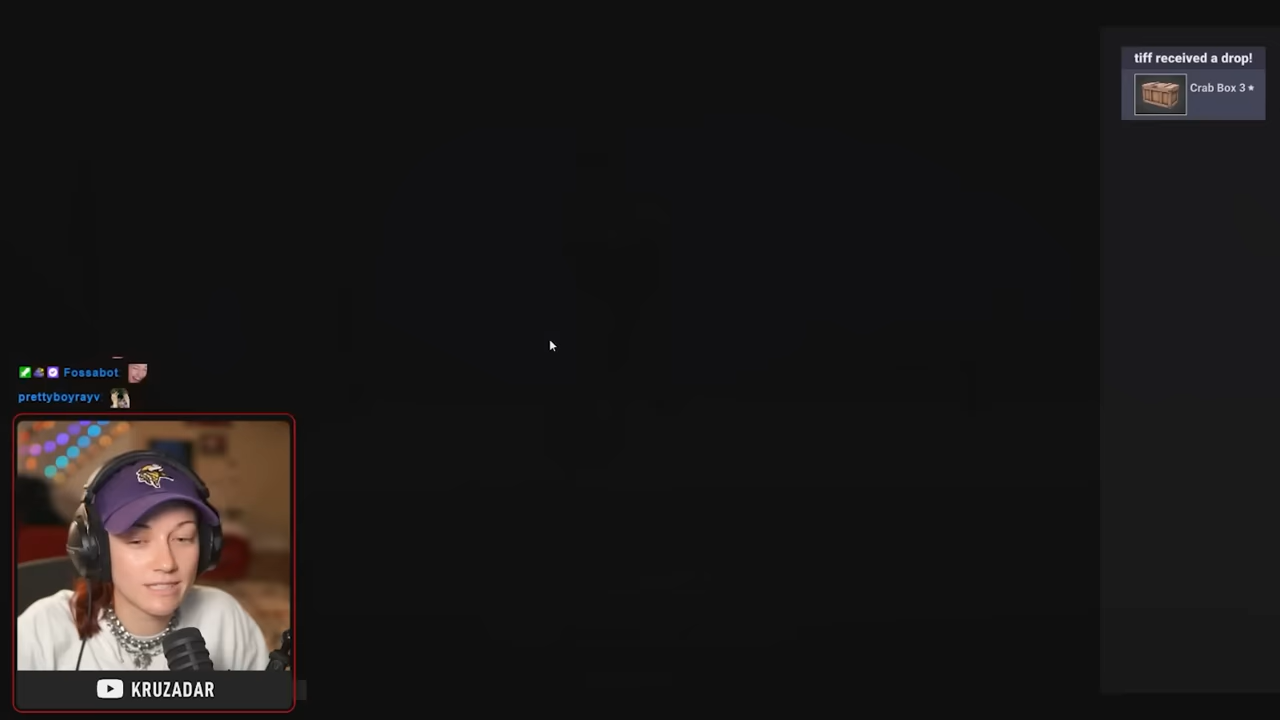 tiff received a drop!
Crab Box 3 ★
Fossabot
prettyboyrayv
KRUZADAR